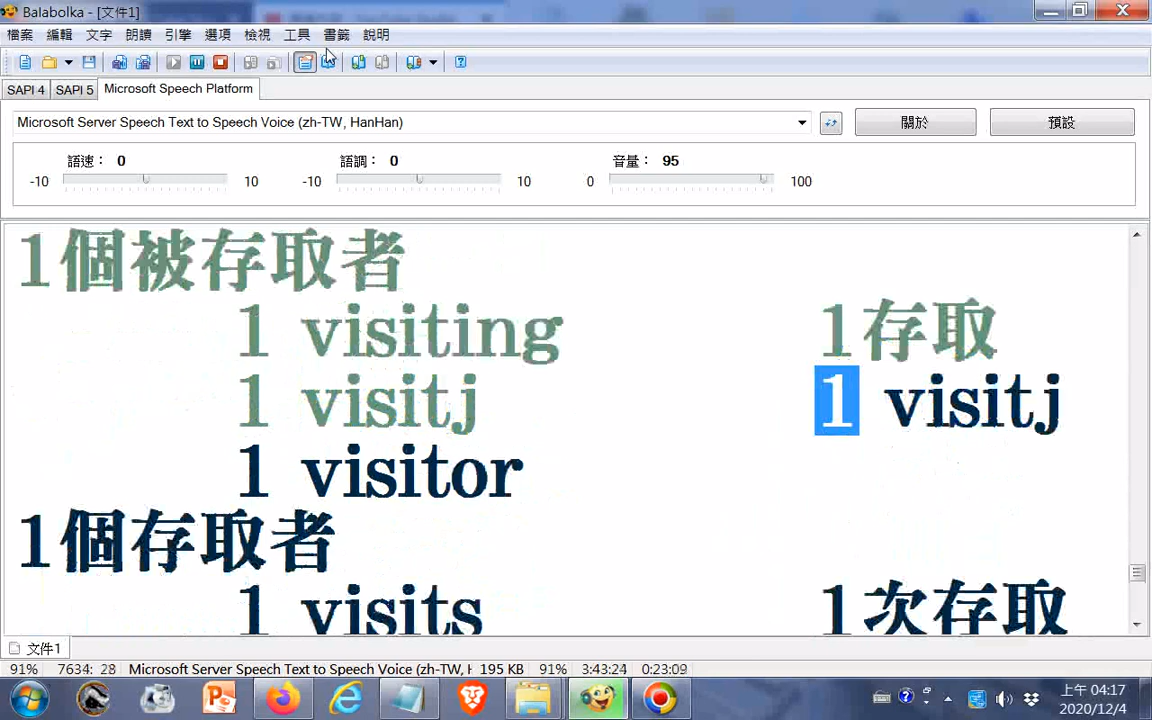 Balabolka - [文件1]
檔案 編輯 文字 朗讀 引擎 選項 檢視 工具 書籤 說明
SAPI 4 SAPI 5 Microsoft Speech Platform
Microsoft Server Speech Text to Speech Voice (zh-TW, HanHan) 關於 預設
語速： 0 語調： 0 音量： 95
-10 10 -10 10 0 100
1個被存取者
1 visiting 1存取
1 visitj 1 visitj
1 visitor
1個存取者
1 visits 1次存取
文件1
91% 7634: 28 Microsoft Server Speech Text to Speech Voice (zh-TW, H 195 KB 91% 3:43:24 0:23:09
上午 04:17
2020/12/4